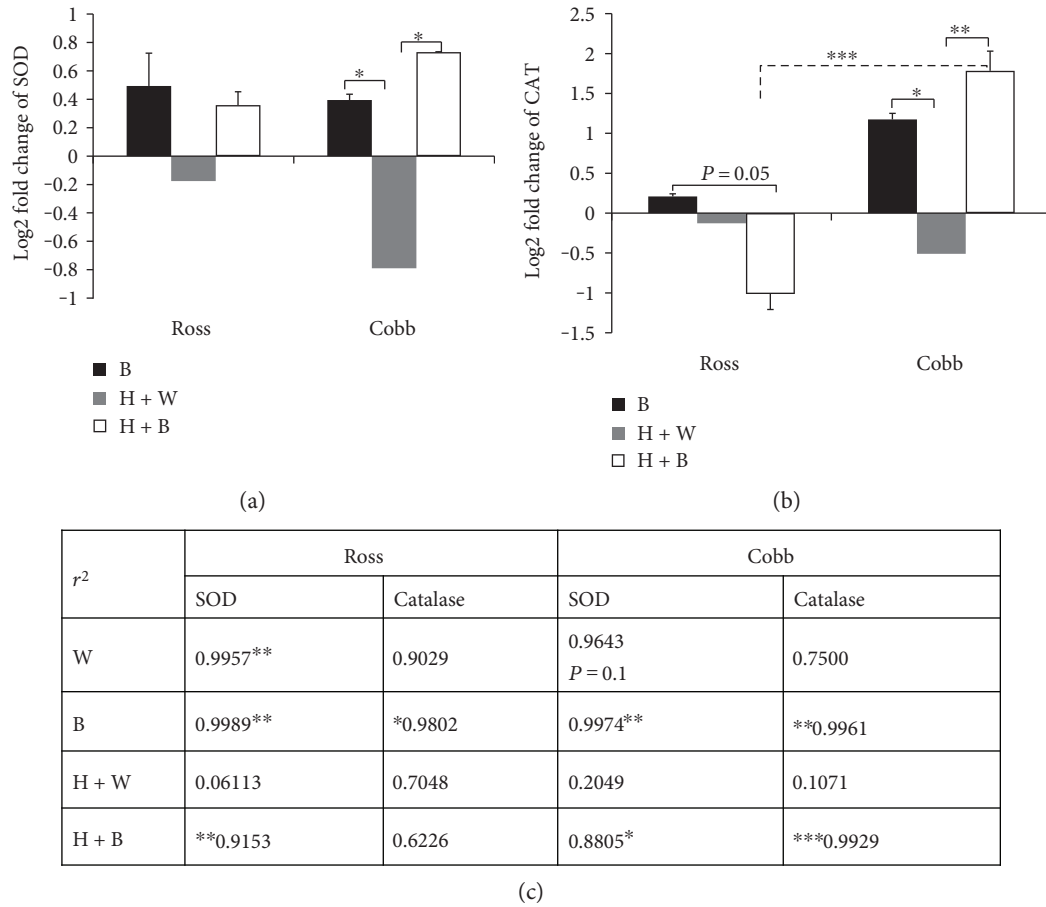 1
0.8
0.6
0.4
0.2
0
−0.2
−0.4
−0.6
−0.8
−1
Log2 fold change of SOD
*
*
Ross
Cobb
B
H + W
H + B
(a)
2.5
2
1.5
1
0.5
0
−0.5
−1
−1.5
Log2 fold change of CAT
**
***
*
P = 0.05
Ross
Cobb
B
H + W
H + B
(b)
r²
Ross
Cobb
SOD
Catalase
SOD
Catalase
W
0.9957**
0.9029
0.9643
P = 0.1
0.7500
B
0.9989**
*0.9802
0.9974**
**0.9961
H + W
0.06113
0.7048
0.2049
0.1071
H + B
**0.9153
0.6226
0.8805*
***0.9929
(c)